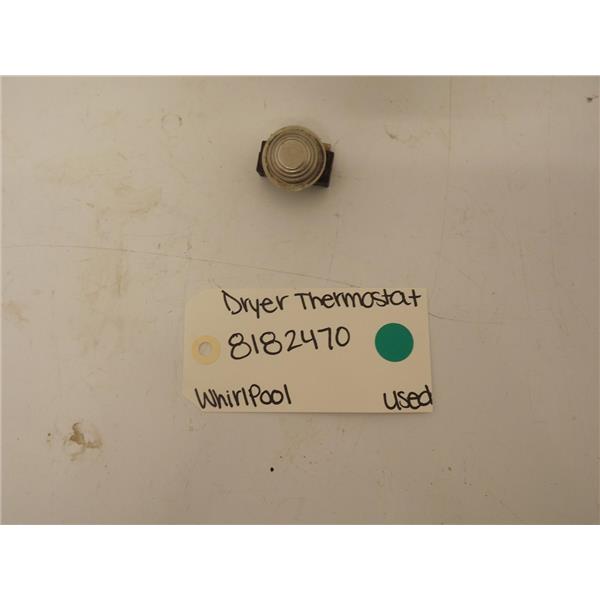 Dryer Thermostat
8182470
WhirlPool
used